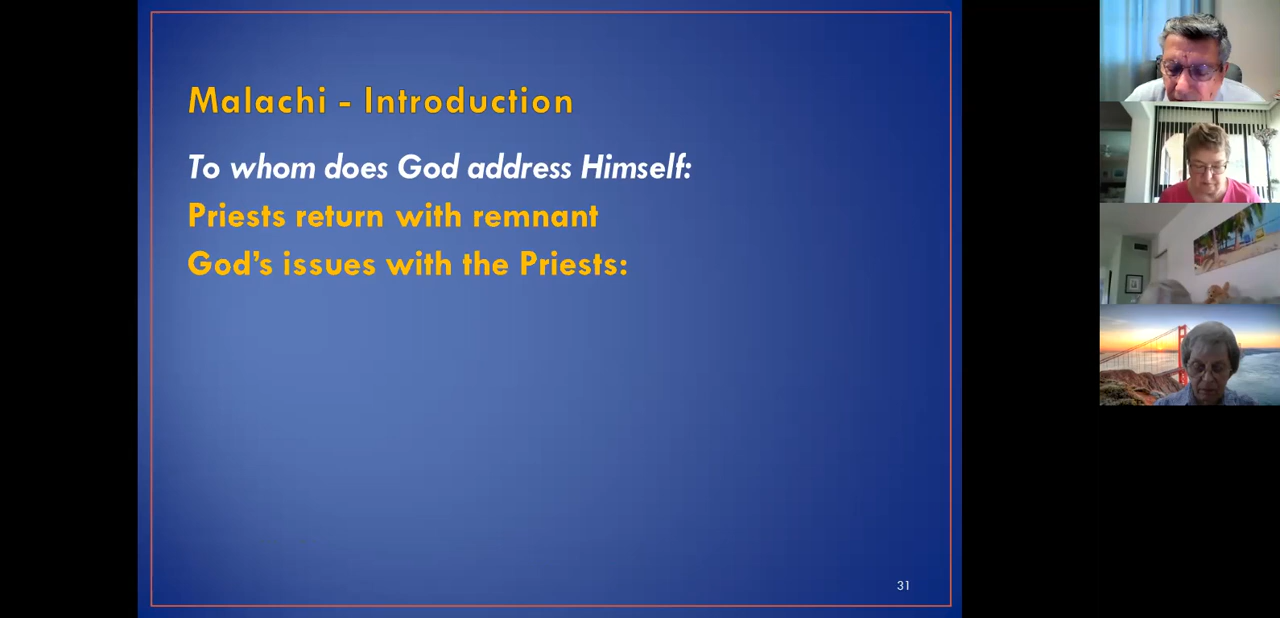 Malachi - Introduction
To whom does God address Himself:
Priests return with remnant
God’s issues with the Priests:
31